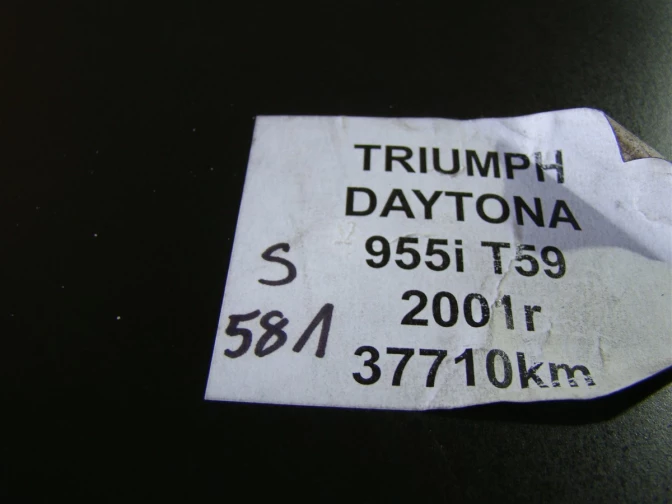 TRIUMPH
DAYTONA
955i T59
2001r
37710km
S
581